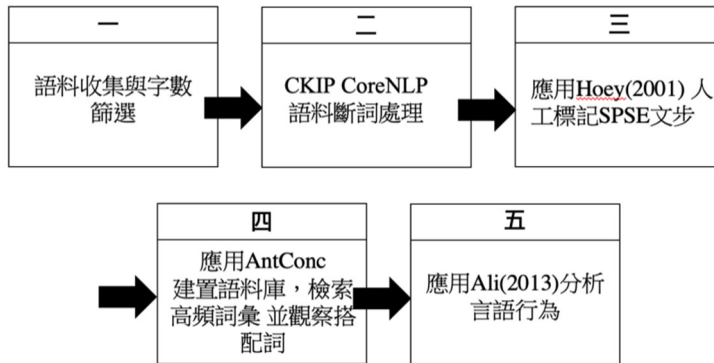 一
語料收集與字數
篩選
二
CKIP CoreNLP
語料斷詞處理
三
應用Hoey(2001) 人
工標記SPSE文步
四
應用AntConc
建置語料庫，檢索
高頻詞彙 並觀察搭
配詞
五
應用Ali(2013)分析
言語行為